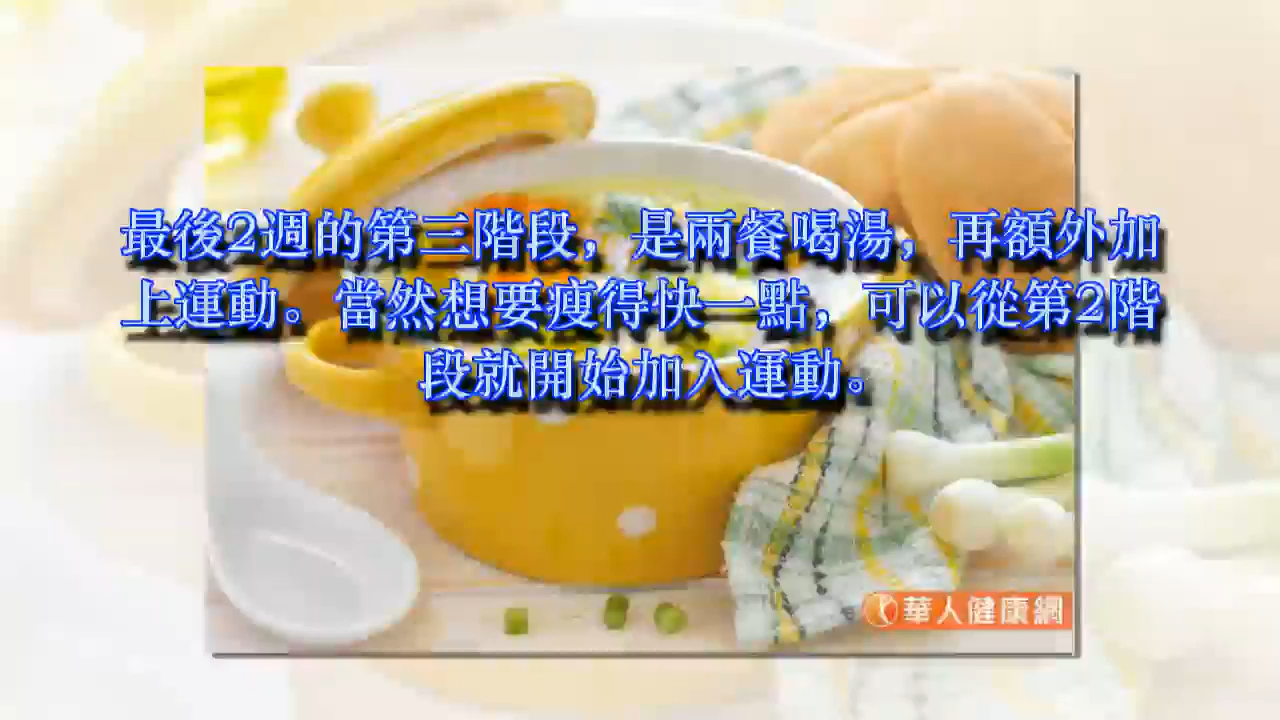 最後2週的第三階段，是兩餐喝湯，再額外加
上運動。當然想要瘦得快一點，可以從第2階
段就開始加入運動。
華人健康網